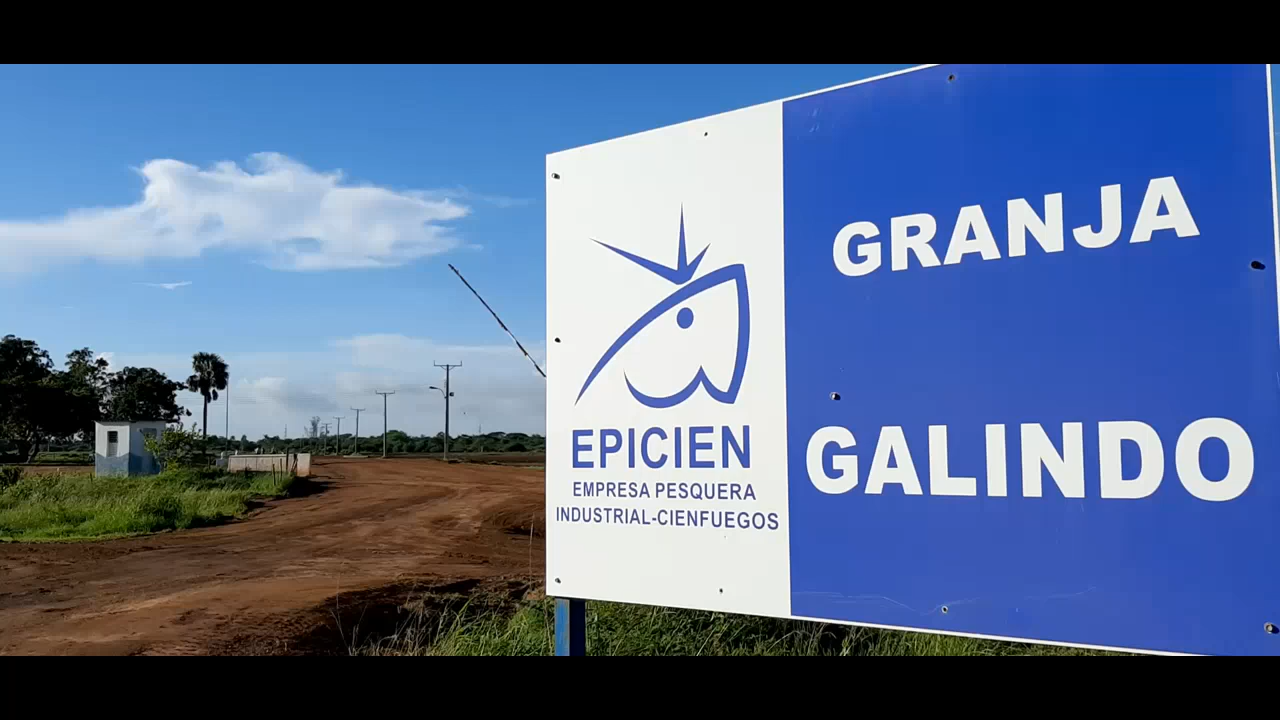 EPICIEN
EMPRESA PESQUERA
INDUSTRIAL-CIENFUEGOS
GRANJA
GALINDO